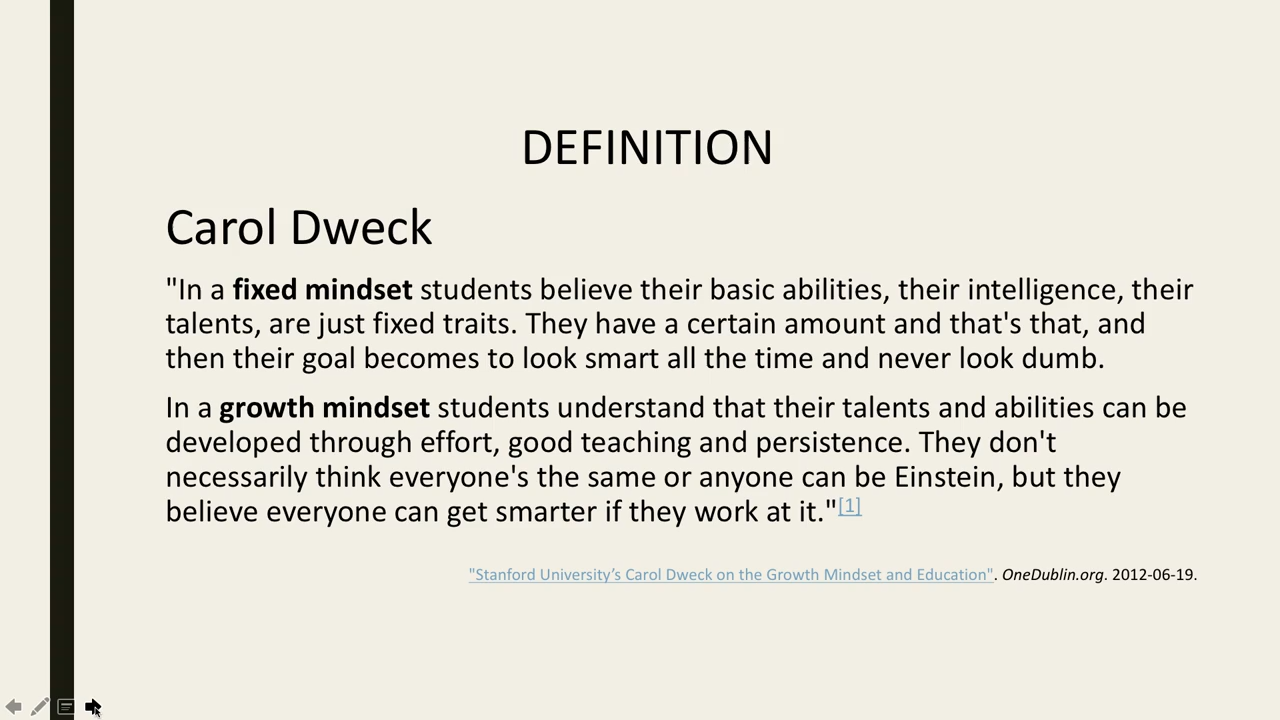 DEFINITION
Carol Dweck
"In a fixed mindset students believe their basic abilities, their intelligence, their
talents, are just fixed traits. They have a certain amount and that's that, and
then their goal becomes to look smart all the time and never look dumb.
In a growth mindset students understand that their talents and abilities can be
developed through effort, good teaching and persistence. They don't
necessarily think everyone's the same or anyone can be Einstein, but they
believe everyone can get smarter if they work at it."[1]
"Stanford University’s Carol Dweck on the Growth Mindset and Education". OneDublin.org. 2012-06-19.